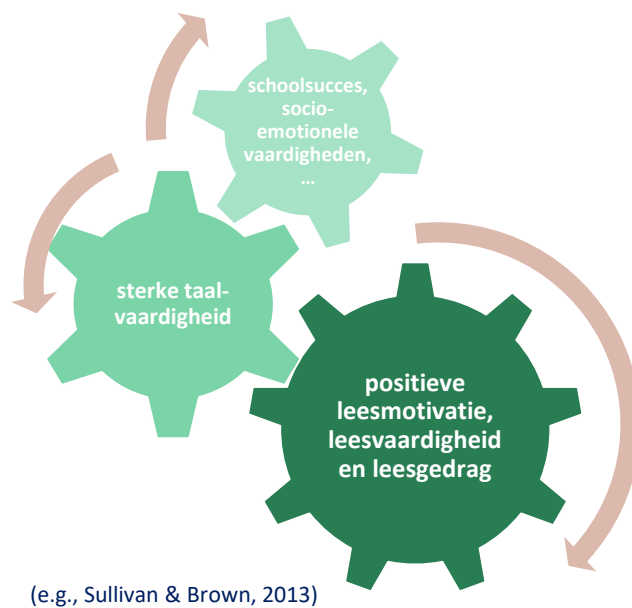 schoolsucces,
socio-
emotionele
vaardigheden,
...
sterke taal-
vaardigheid
positieve
leesmotivatie,
leesvaardigheid
en leesgedrag
(e.g., Sullivan & Brown, 2013)